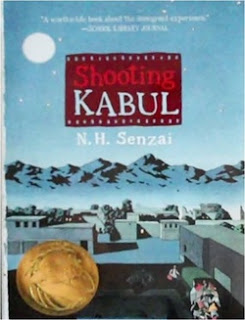 "A worthwhile book about the immigrant experience."
—SCHOOL LIBRARY JOURNAL
Shooting
KABUL
N. H. Senzai